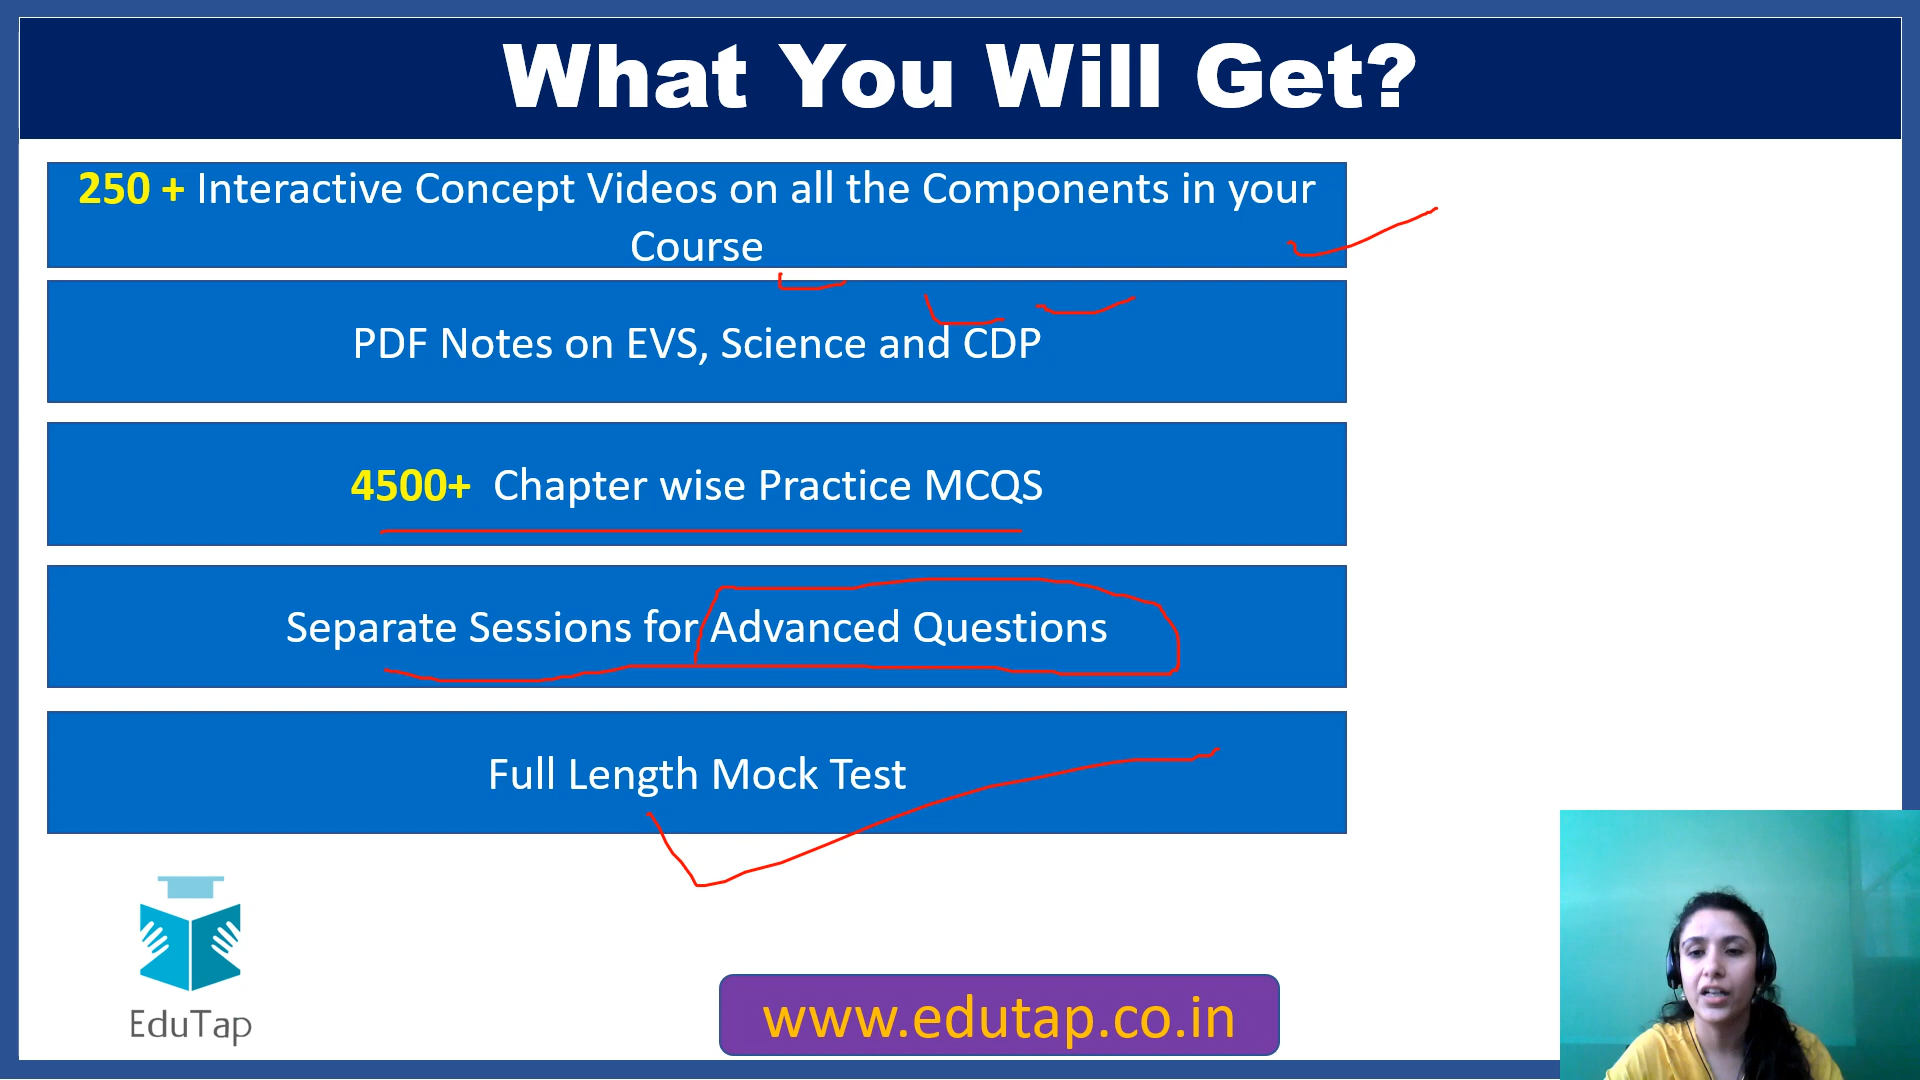 What You Will Get?
250 + Interactive Concept Videos on all the Components in your
Course
PDF Notes on EVS, Science and CDP
4500+ Chapter wise Practice MCQS
Separate Sessions for Advanced Questions
Full Length Mock Test
EduTap
www.edutap.co.in